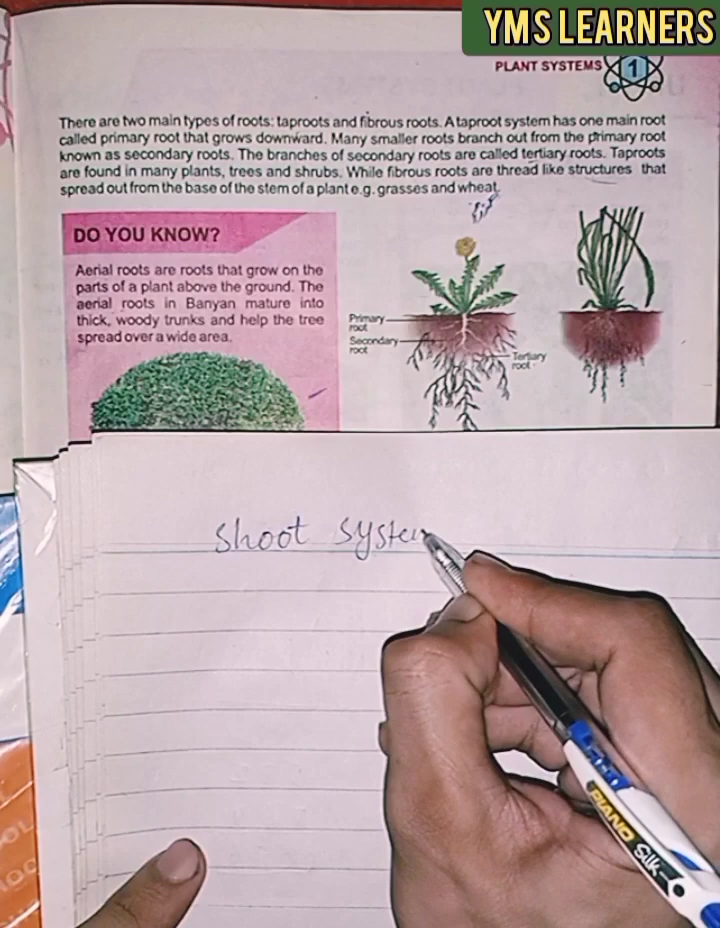 YMS LEARNERS
PLANT SYSTEMS 1
There are two main types of roots: taproots and fibrous roots. A taproot system has one main root
called primary root that grows downward. Many smaller roots branch out from the primary root
known as secondary roots. The branches of secondary roots are called tertiary roots. Taproots
are found in many plants, trees and shrubs. While fibrous roots are thread like structures that
spread out from the base of the stem of a plant e.g. grasses and wheat.
DO YOU KNOW?
Aerial roots are roots that grow on the
parts of a plant above the ground. The
aerial roots in Banyan mature into
thick, woody trunks and help the tree
spread over a wide area.
Primary
root
Secondary
root
Tertiary
root
Shoot system
PIANO Silk